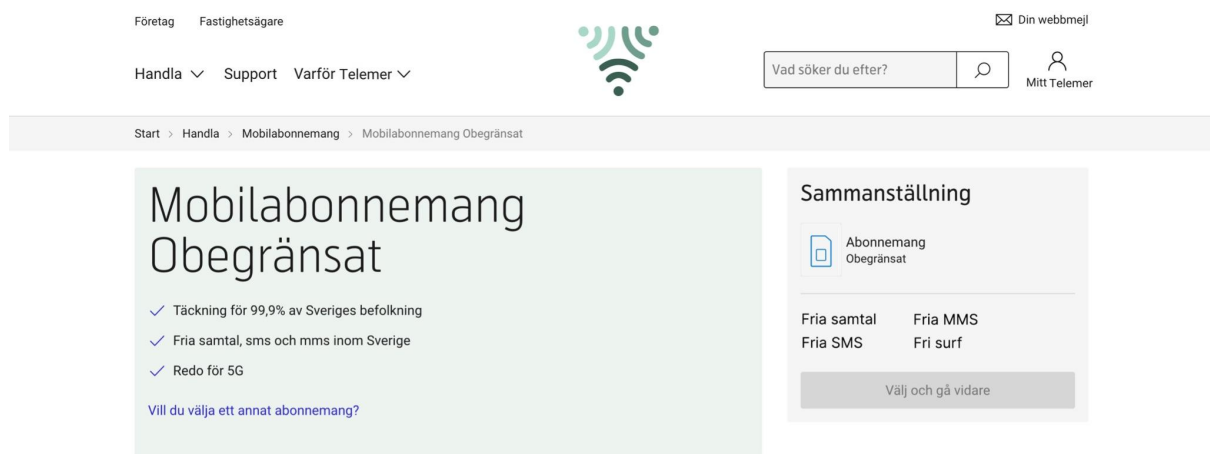 Företag Fastighetsägare Din webbmejl
Handla Support Varför Telemer Vad söker du efter? Mitt Telemer
Start > Handla > Mobilabonnemang > Mobilabonnemang Obegränsat
Mobilabonnemang
Obegränsat
Täckning för 99,9% av Sveriges befolkning
Fria samtal, sms och mms inom Sverige
Redo för 5G
Vill du välja ett annat abonnemang?
Sammanställning
Abonnemang
Obegränsat
Fria samtal Fria MMS
Fria SMS Fri surf
Välj och gå vidare